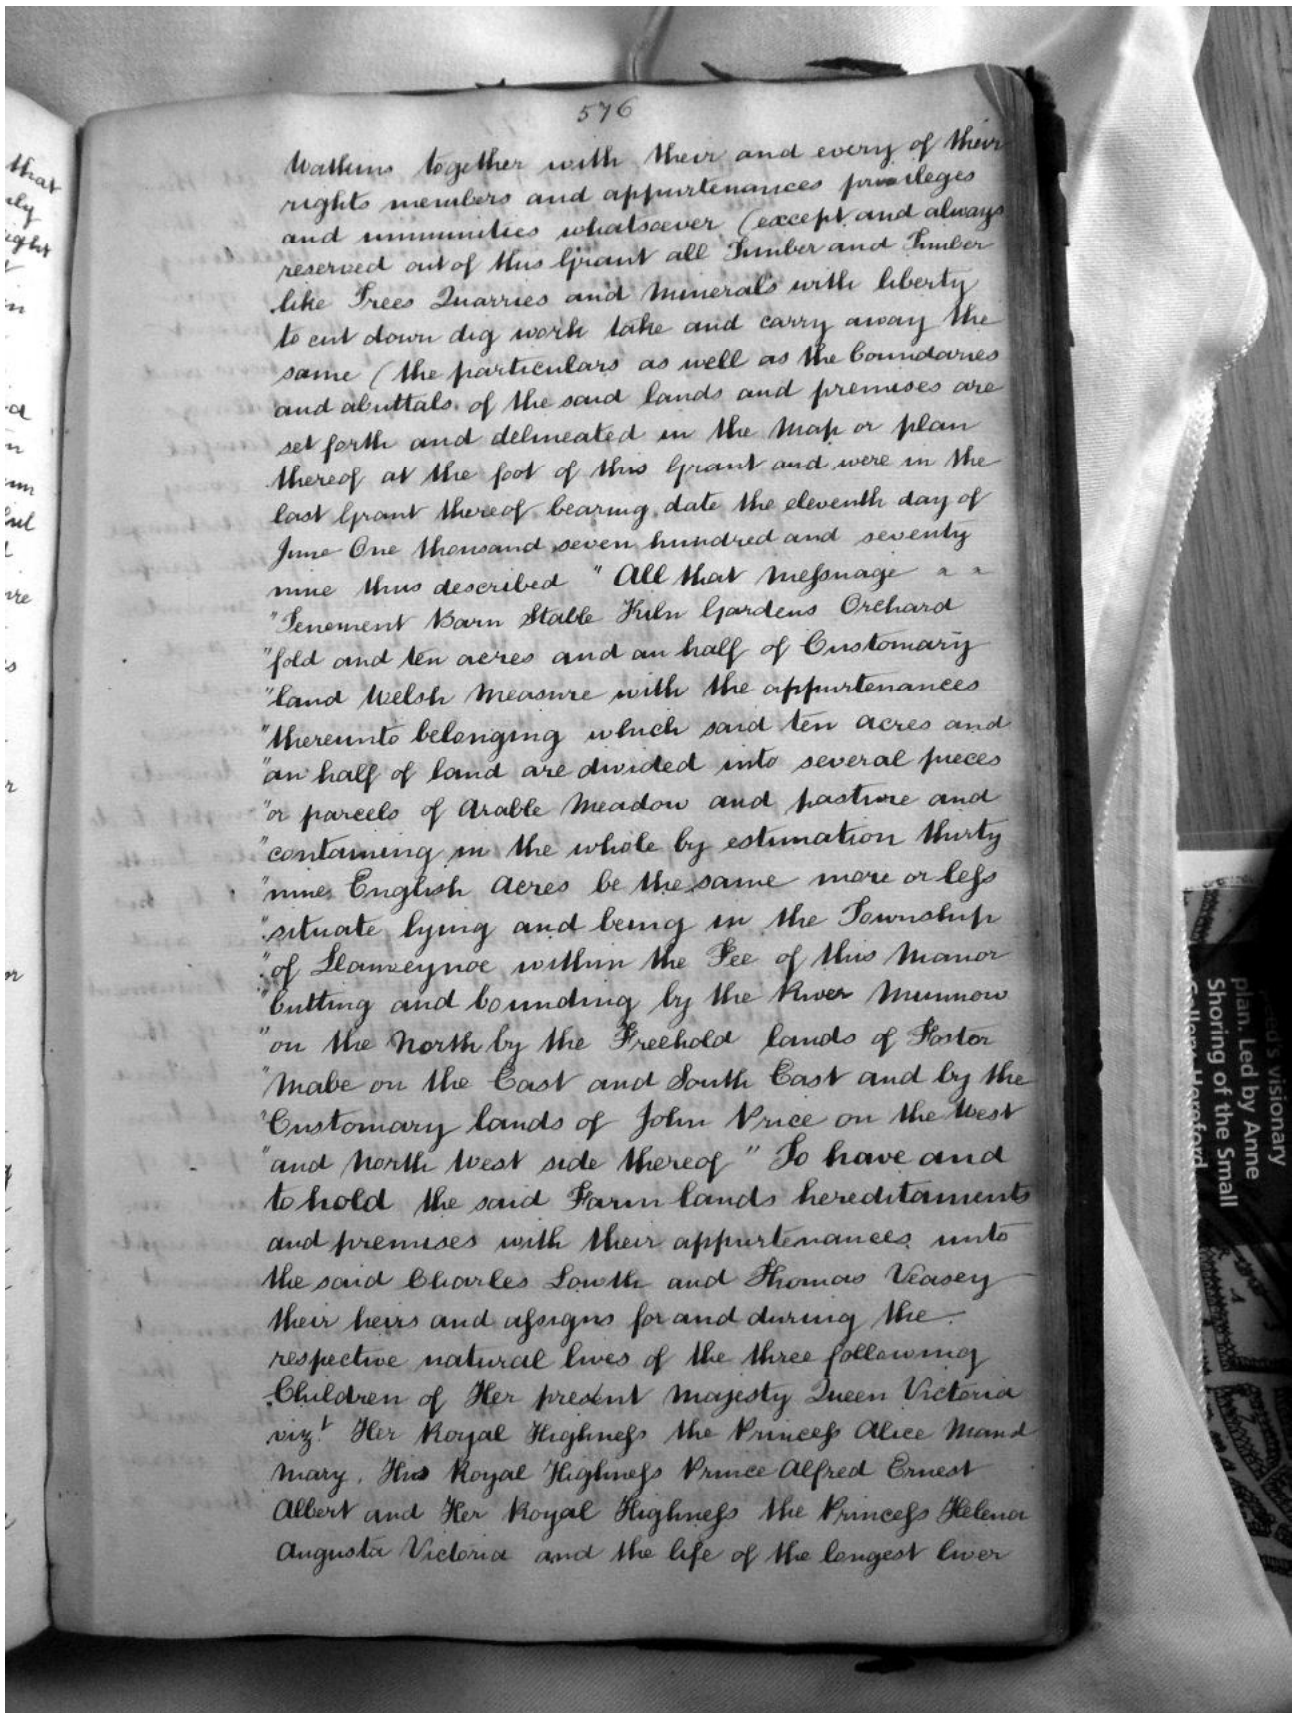 576
Watkins together with their and every of their
rights members and appurtenances privileges
and immunities whatsoever (except and always
reserved out of this Grant all Timber and Timber
like Trees Quarries and Minerals with liberty
to cut down dig work take and carry away the
same (the particulars as well as the boundaries
and abuttals of the said lands and premises are
set forth and delineated in the Map or plan
thereof at the foot of this Grant and were in the
last Grant thereof bearing date the eleventh day of
June One thousand seven hundred and seventy
nine thus described " All that Messuage " "
"Tenement Barn Stable Kiln Gardens Orchard
"fold and ten acres and an half of Customary
"land Welsh Measure with the appurtenances
"thereunto belonging which said ten acres and
"an half of land are divided into several pieces
"or parcels of Arable Meadow and pasture and
"containing in the whole by estimation thirty
"nine English Acres be the same more or less
"situate lying and being in the Township
"of Llanveynoe within the Fee of this Manor
"butting and bounding by the River Munnow
"on the North by the Freehold lands of Foster
"Mabe on the East and South East and by the
"Customary lands of John Price on the West
"and North West side thereof " To have and
to hold the said Farm lands hereditaments
and premises with their appurtenances unto
the said Charles Lowth and Thomas Veasey
their heirs and assigns for and during the
respective natural lives of the three following
Children of Her present Majesty Queen Victoria
vizt Her Royal Highness the Princess Alice Maud
Mary, His Royal Highness Prince Alfred Ernest
Albert and Her Royal Highness the Princess Helena
Augusta Victoria and the life of the longest liver
that
visionary
plan. Led by Anne
Shoring of the Small
Gallery Hereford